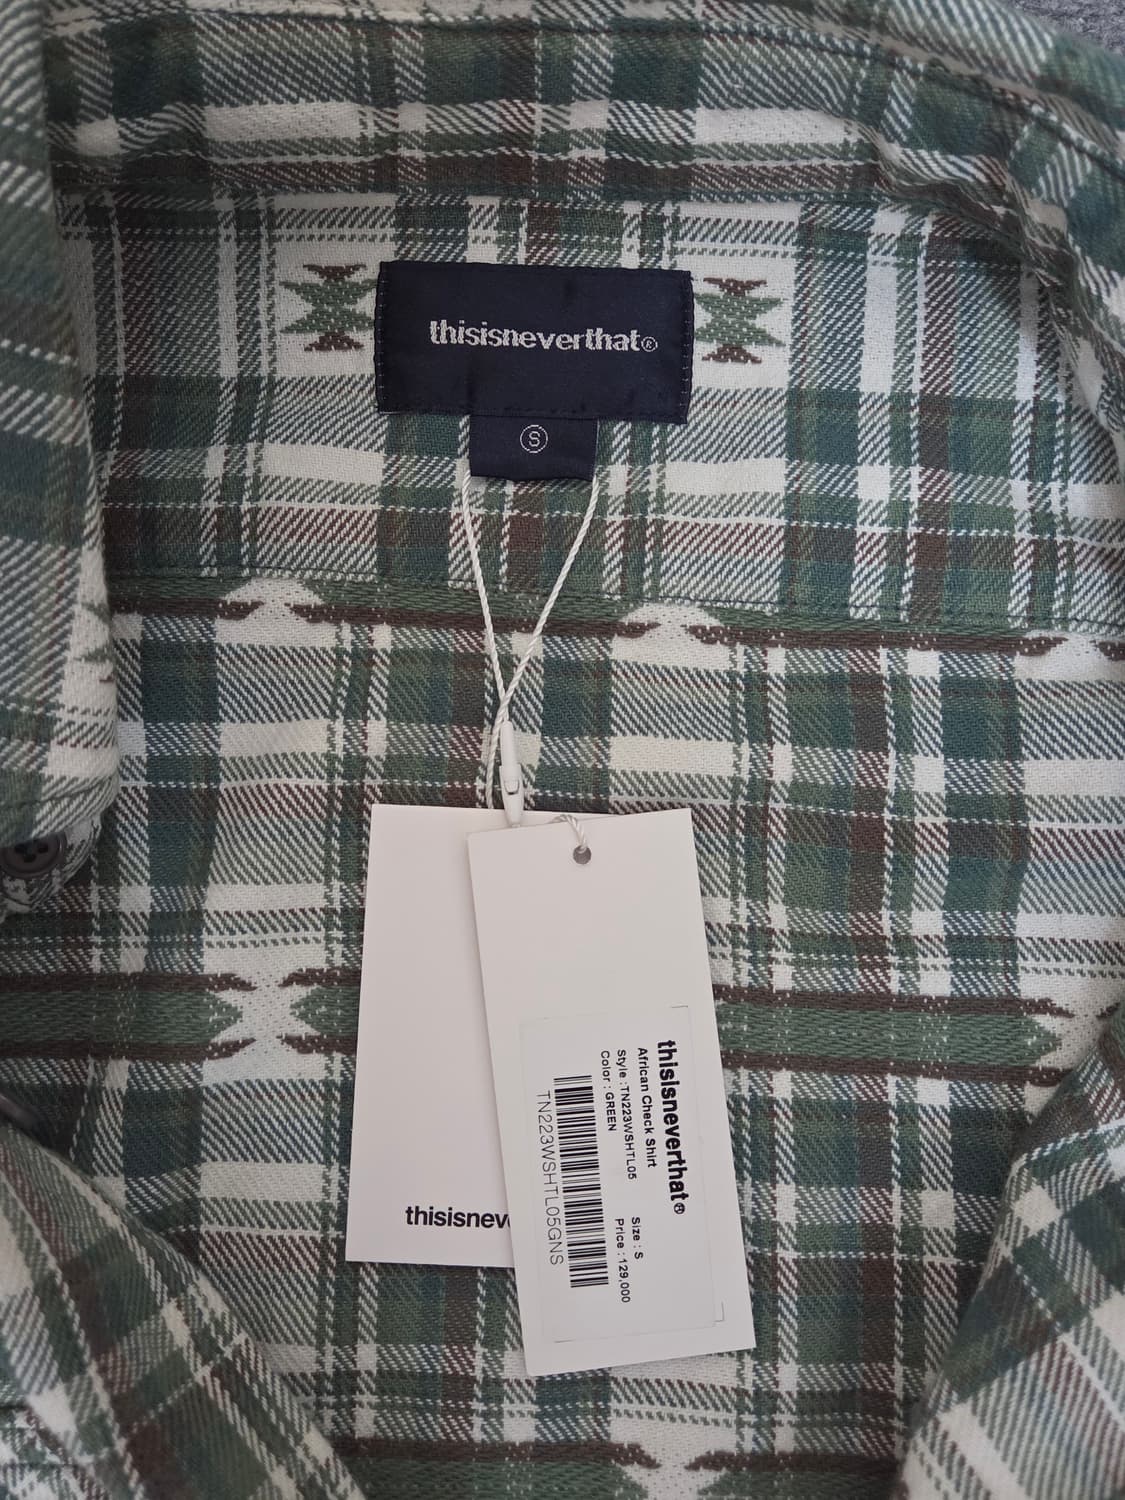 thisisneverthat®
S
thisisnev
thisisneverthat®
African Check Shirt
Style : TN223WSHTL05
Size : S
Color : GREEN
Price : 129,000
TN223WSHTL05GNS